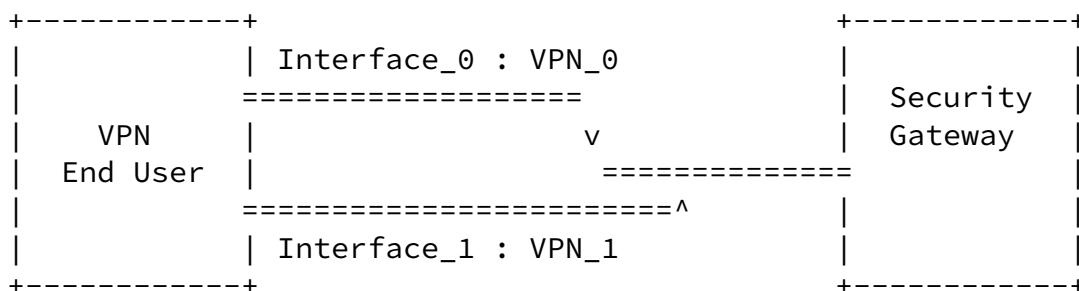 +------------+                                +------------+
|            | Interface_0 : VPN_0            |            |
|            ===================              |  Security  |
|    VPN     |                  v             |  Gateway   |
|  End User  |                   ==============            |
|            ========================^        |            |
|            | Interface_1 : VPN_1            |            |
+------------+                                +------------+